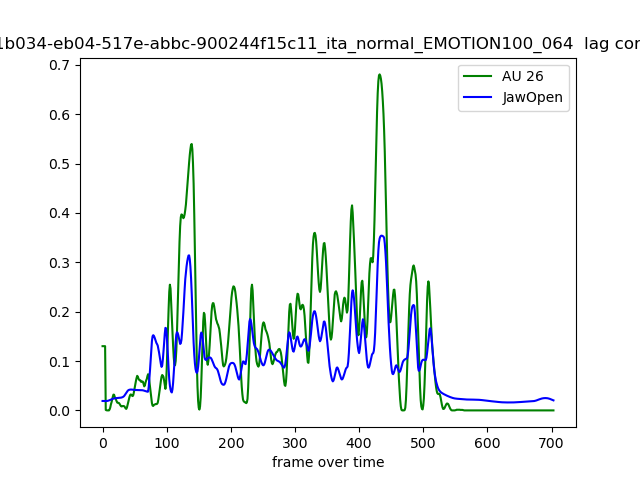 1b034-eb04-517e-abbc-900244f15c11_ita_normal_EMOTION100_064 lag cor
AU 26
JawOpen
0.7
0.6
0.5
0.4
0.3
0.2
0.1
0.0
0 100 200 300 400 500 600 700
frame over time